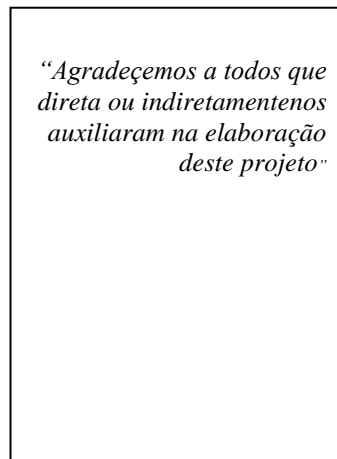 “Agradeçemos a todos que
direta ou indiretamentenos
auxiliaram na elaboração
deste projeto”